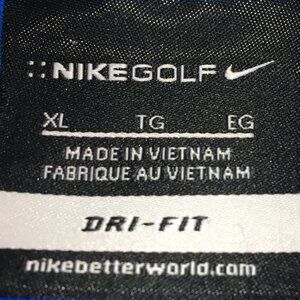 NIKEGOLF
XL TG EG
MADE IN VIETNAM
FABRIQUE AU VIETNAM
DRI-FIT
nikebetterworld.com